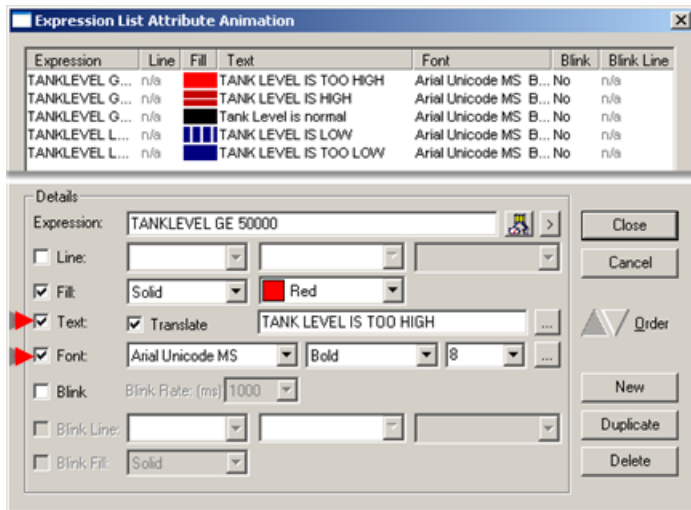 Expression List Attribute Animation
Expression Line Fill Text Font Blink Blink Line
TANKLEVEL G... n/a TANK LEVEL IS TOO HIGH Arial Unicode MS B... No n/a
TANKLEVEL G... n/a TANK LEVEL IS HIGH Arial Unicode MS B... No n/a
TANKLEVEL G... n/a Tank Level is normal Arial Unicode MS B... No n/a
TANKLEVEL L... n/a TANK LEVEL IS LOW Arial Unicode MS B... No n/a
TANKLEVEL L... n/a TANK LEVEL IS TOO LOW Arial Unicode MS B... No n/a
Details
Expression: TANKLEVEL GE 50000 > Close
Line: Cancel
Fill: Solid Red
Text: Translate TANK LEVEL IS TOO HIGH ... Order
Font: Arial Unicode MS Bold 8 ...
Blink Blink Rate: (ms) 1000 New
Blink Line: Duplicate
Blink Fill: Solid Delete